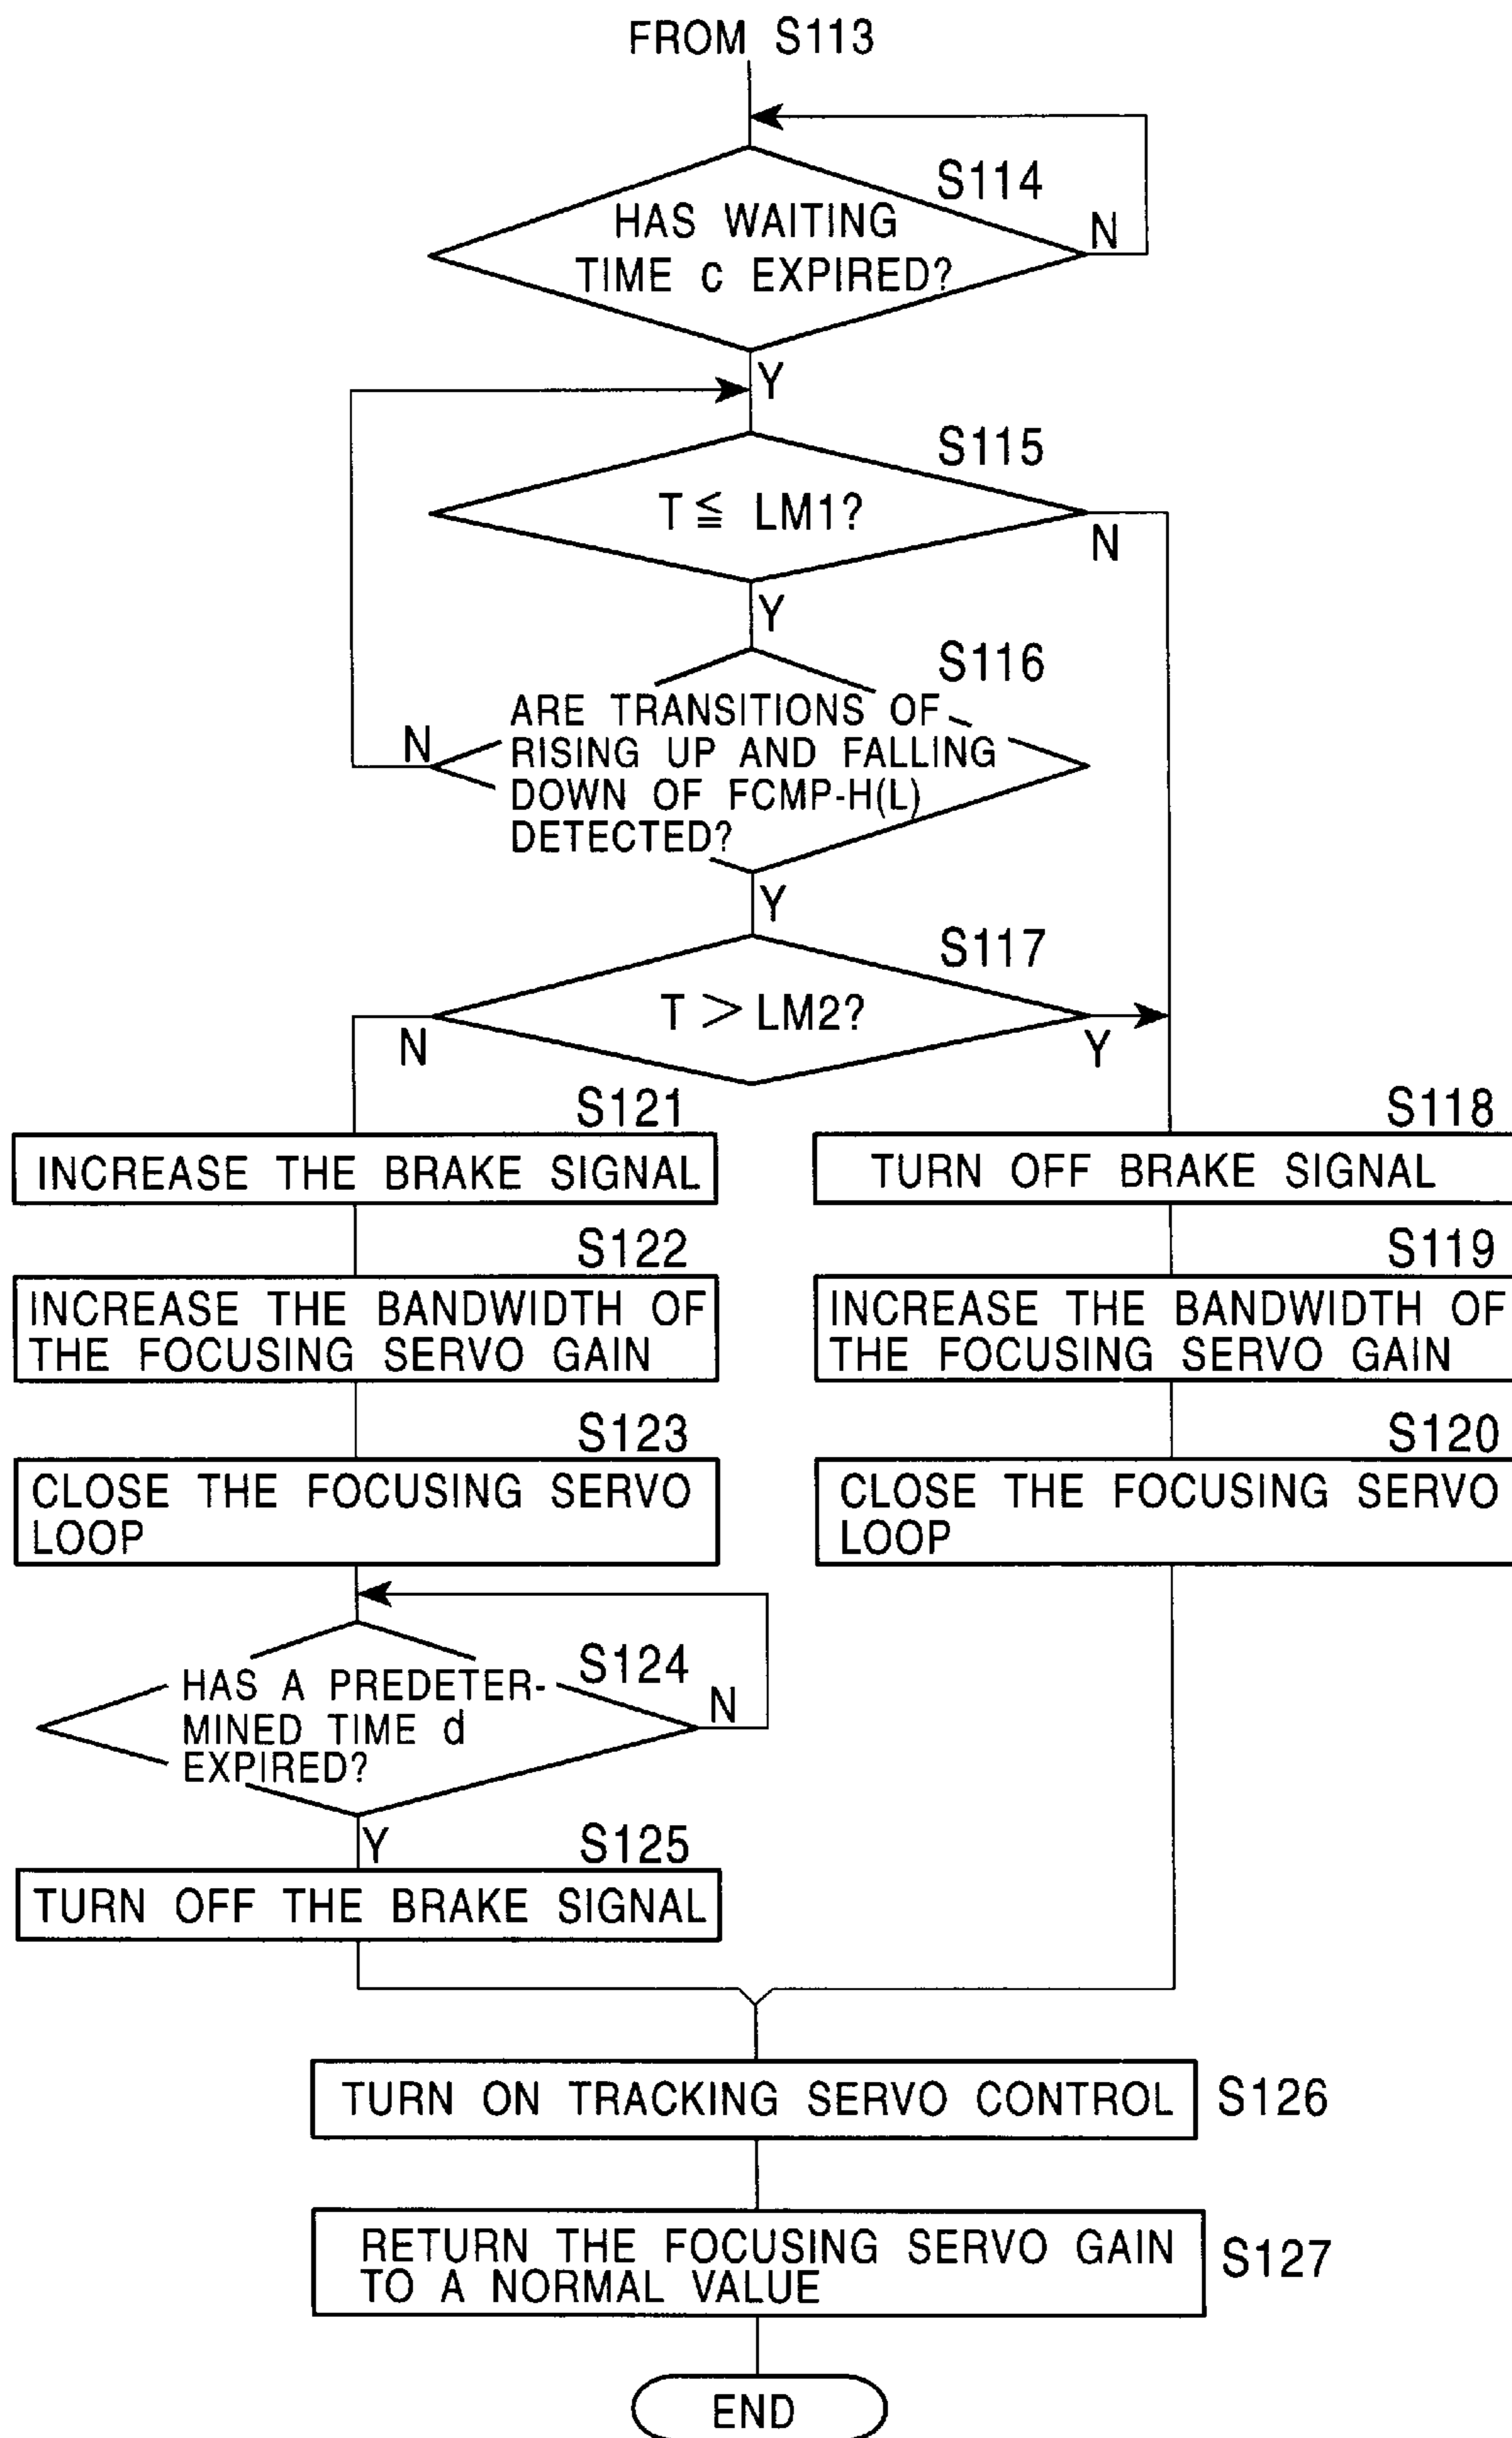 FROM S113
S114
HAS WAITING
TIME c EXPIRED?
N
Y
S115
T ≦ LM1?
N
Y
S116
ARE TRANSITIONS OF
RISING UP AND FALLING
DOWN OF FCMP-H(L)
DETECTED?
N
Y
S117
T > LM2?
N
Y
S121
INCREASE THE BRAKE SIGNAL
S122
INCREASE THE BANDWIDTH OF
THE FOCUSING SERVO GAIN
S123
CLOSE THE FOCUSING SERVO
LOOP
S124
HAS A PREDETER-
MINED TIME d
EXPIRED?
N
Y
S125
TURN OFF THE BRAKE SIGNAL
S118
TURN OFF BRAKE SIGNAL
S119
INCREASE THE BANDWIDTH OF
THE FOCUSING SERVO GAIN
S120
CLOSE THE FOCUSING SERVO
LOOP
TURN ON TRACKING SERVO CONTROL
S126
RETURN THE FOCUSING SERVO GAIN
TO A NORMAL VALUE
S127
END